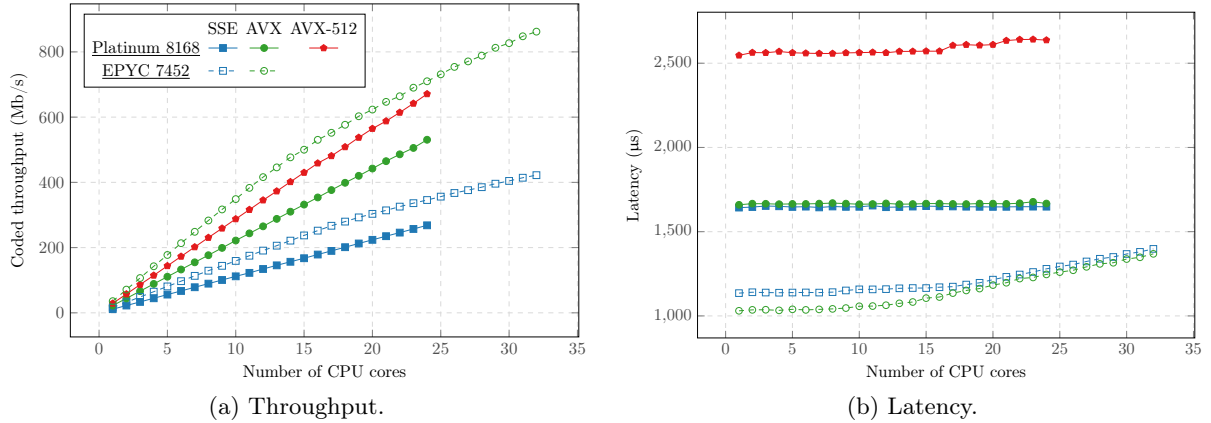 SSE AVX AVX-512
Platinum 8168
EPYC 7452
Coded throughput (Mb/s)
800
600
400
200
0
0 5 10 15 20 25 30 35
Number of CPU cores
(a) Throughput.
Latency (µs)
2,500
2,000
1,500
1,000
0 5 10 15 20 25 30 35
Number of CPU cores
(b) Latency.